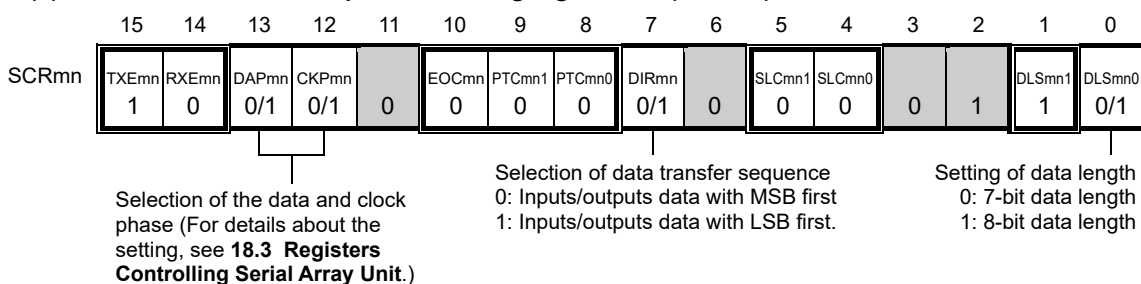 15 14 13 12 11 10 9 8 7 6 5 4 3 2 1 0
SCRmn
TXEmn RXEmn DAPmn CKPmn EOCmn PTCmn1 PTCmn0 DIRmn SLCmn1 SLCmn0 DLSmn1 DLSmn0
1 0 0/1 0/1 0 0 0 0 0/1 0 0 0 0 1 1 0/1
Selection of the data and clock
phase (For details about the
setting, see 18.3 Registers
Controlling Serial Array Unit.)
Selection of data transfer sequence
0: Inputs/outputs data with MSB first
1: Inputs/outputs data with LSB first.
Setting of data length
0: 7-bit data length
1: 8-bit data length